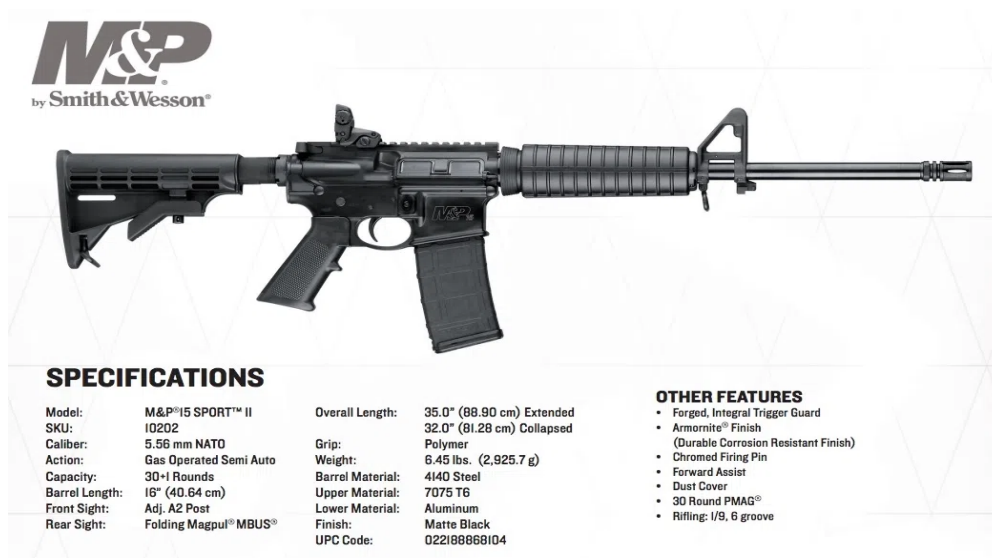 M&P®
by Smith&Wesson®
M&P 15
SPECIFICATIONS
Model: M&P®15 SPORT™ II
SKU: 10202
Caliber: 5.56 mm NATO
Action: Gas Operated Semi Auto
Capacity: 30+1 Rounds
Barrel Length: 16" (40.64 cm)
Front Sight: Adj. A2 Post
Rear Sight: Folding Magpul® MBUS®
Overall Length: 35.0" (88.90 cm) Extended
32.0" (81.28 cm) Collapsed
Grip: Polymer
Weight: 6.45 lbs. (2,925.7 g)
Barrel Material: 4140 Steel
Upper Material: 7075 T6
Lower Material: Aluminum
Finish: Matte Black
UPC Code: 022188868104
OTHER FEATURES
• Forged, Integral Trigger Guard
• Armornite® Finish
(Durable Corrosion Resistant Finish)
• Chromed Firing Pin
• Forward Assist
• Dust Cover
• 30 Round PMAG®
• Rifling: 1/9, 6 groove